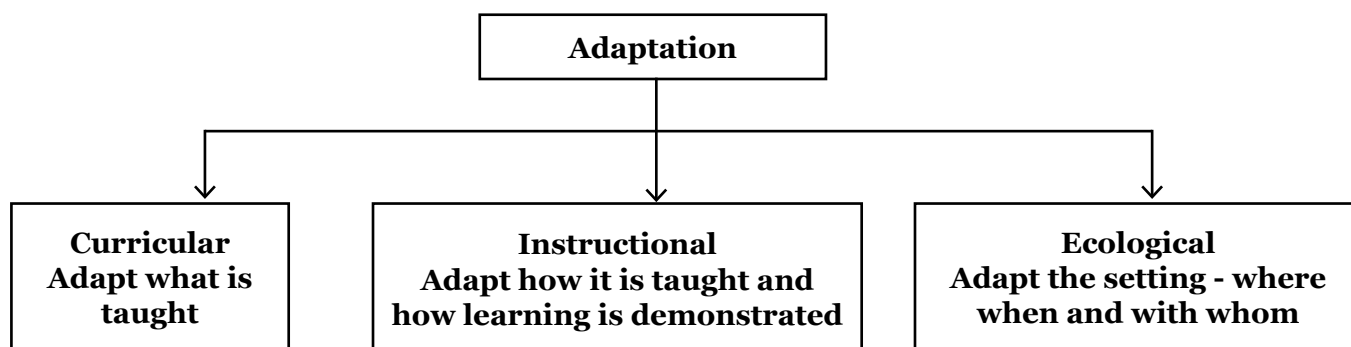 Adaptation
Curricular
Adapt what is
taught
Instructional
Adapt how it is taught and
how learning is demonstrated
Ecological
Adapt the setting - where
when and with whom